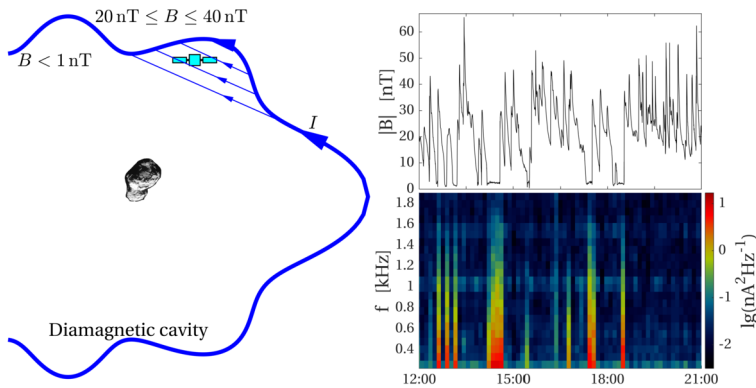 20 nT ≤ B ≤ 40 nT
B < 1 nT
I
Diamagnetic cavity
|B| [nT]
60
50
40
30
20
10
0
f [kHz]
1.8
1.6
1.4
1.2
1
0.8
0.6
0.4
12:00 15:00 18:00 21:00
1
0
-1
-2
lg(nA²Hz⁻¹)